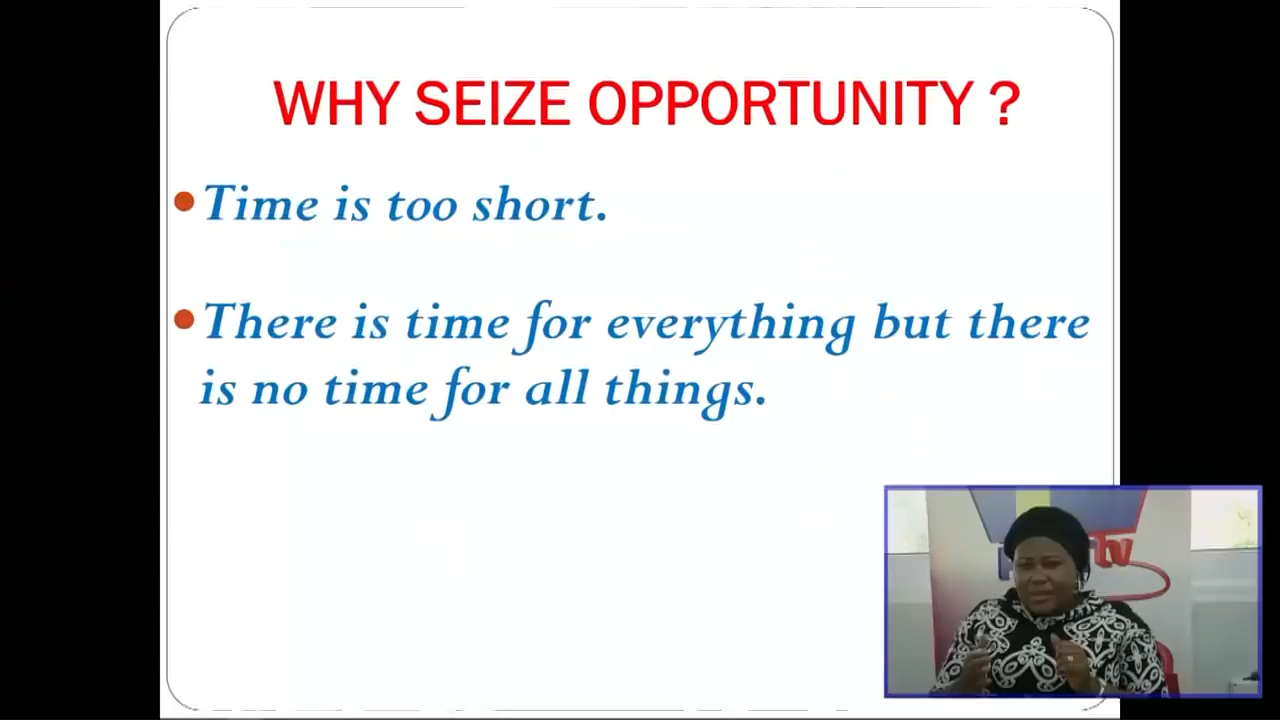 WHY SEIZE OPPORTUNITY ?
• Time is too short.
• There is time for everything but there
is no time for all things.
TV